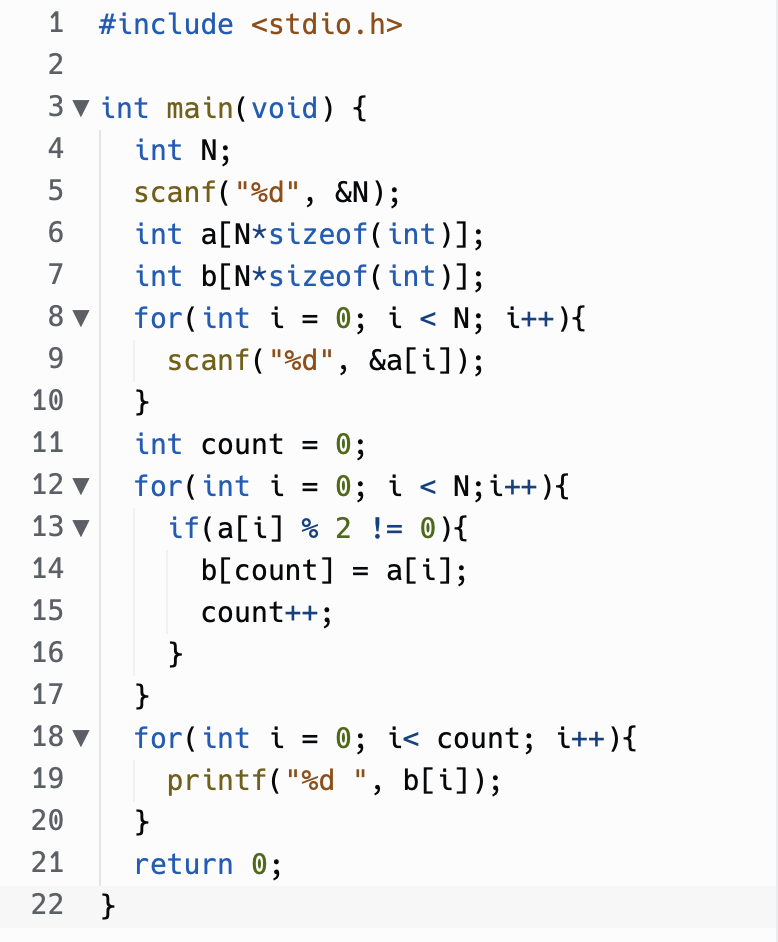 1 #include <stdio.h>
2
3 ▼ int main(void) {
4 int N;
5 scanf("%d", &N);
6 int a[N*sizeof(int)];
7 int b[N*sizeof(int)];
8 ▼ for(int i = 0; i < N; i++){
9 scanf("%d", &a[i]);
10 }
11 int count = 0;
12 ▼ for(int i = 0; i < N;i++){
13 ▼ if(a[i] % 2 != 0){
14 b[count] = a[i];
15 count++;
16 }
17 }
18 ▼ for(int i = 0; i< count; i++){
19 printf("%d ", b[i]);
20 }
21 return 0;
22 }